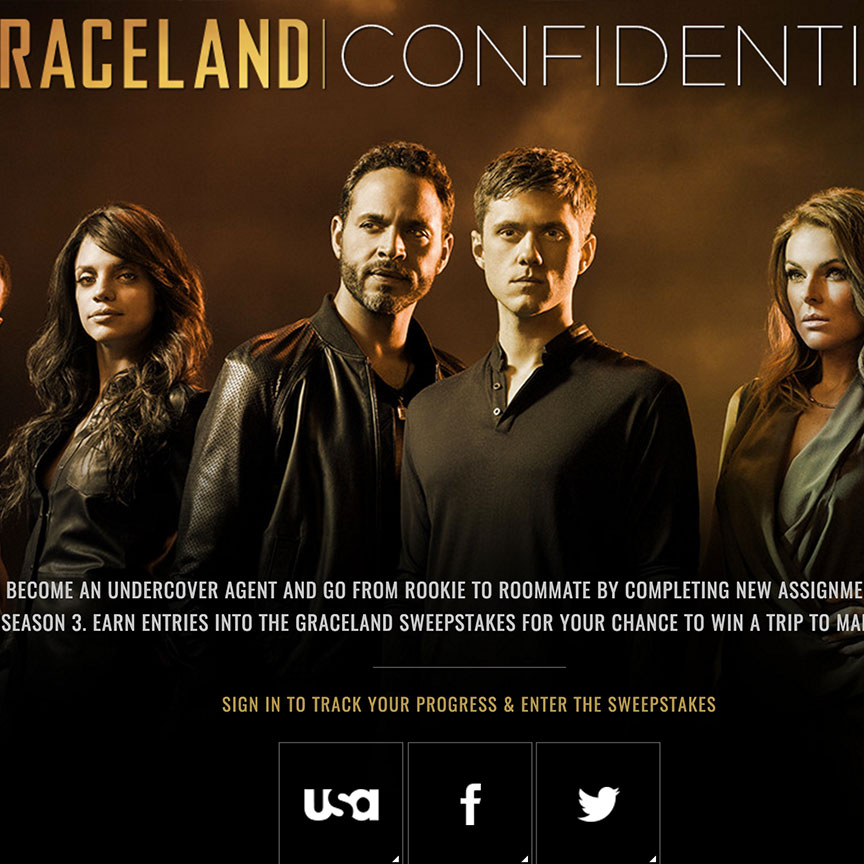 RACELAND | CONFIDENTI
BECOME AN UNDERCOVER AGENT AND GO FROM ROOKIE TO ROOMMATE BY COMPLETING NEW ASSIGNME
SEASON 3. EARN ENTRIES INTO THE GRACELAND SWEEPSTAKES FOR YOUR CHANCE TO WIN A TRIP TO MA
SIGN IN TO TRACK YOUR PROGRESS & ENTER THE SWEEPSTAKES
usa f